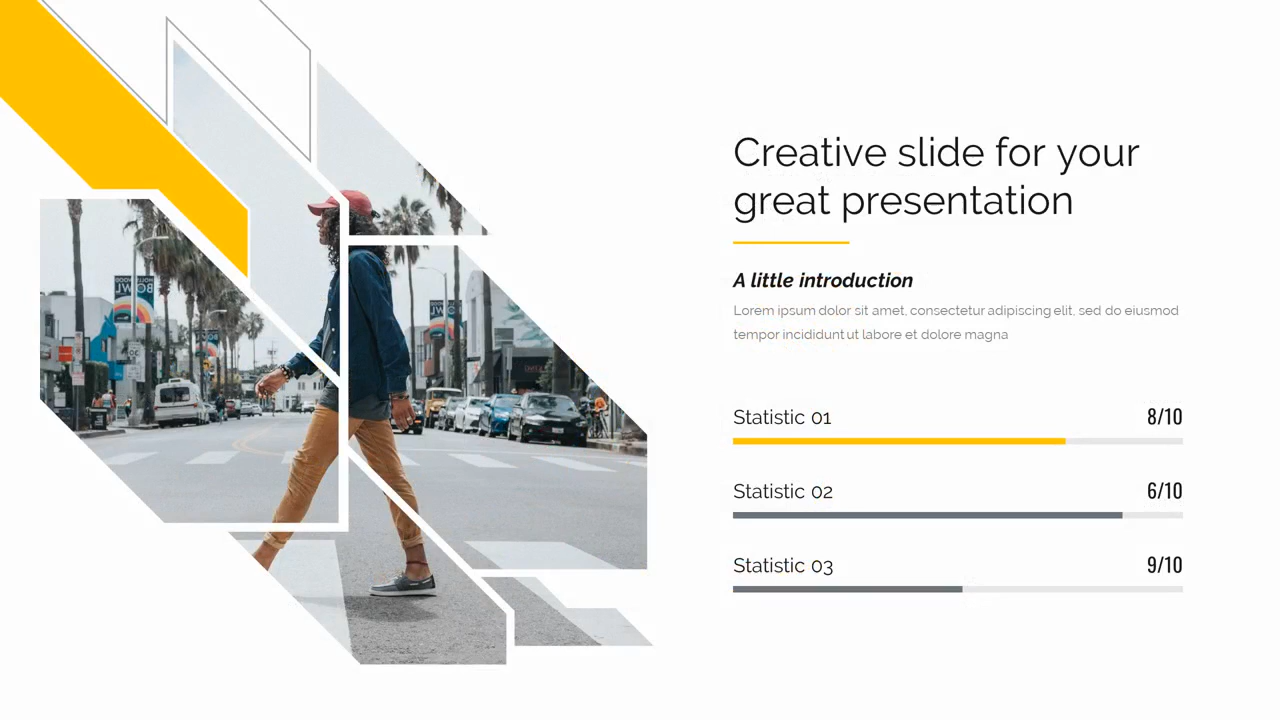 Creative slide for your
great presentation
A little introduction
Lorem ipsum dolor sit amet, consectetur adipiscing elit, sed do eiusmod
tempor incididunt ut labore et dolore magna
Statistic 01 8/10
Statistic 02 6/10
Statistic 03 9/10